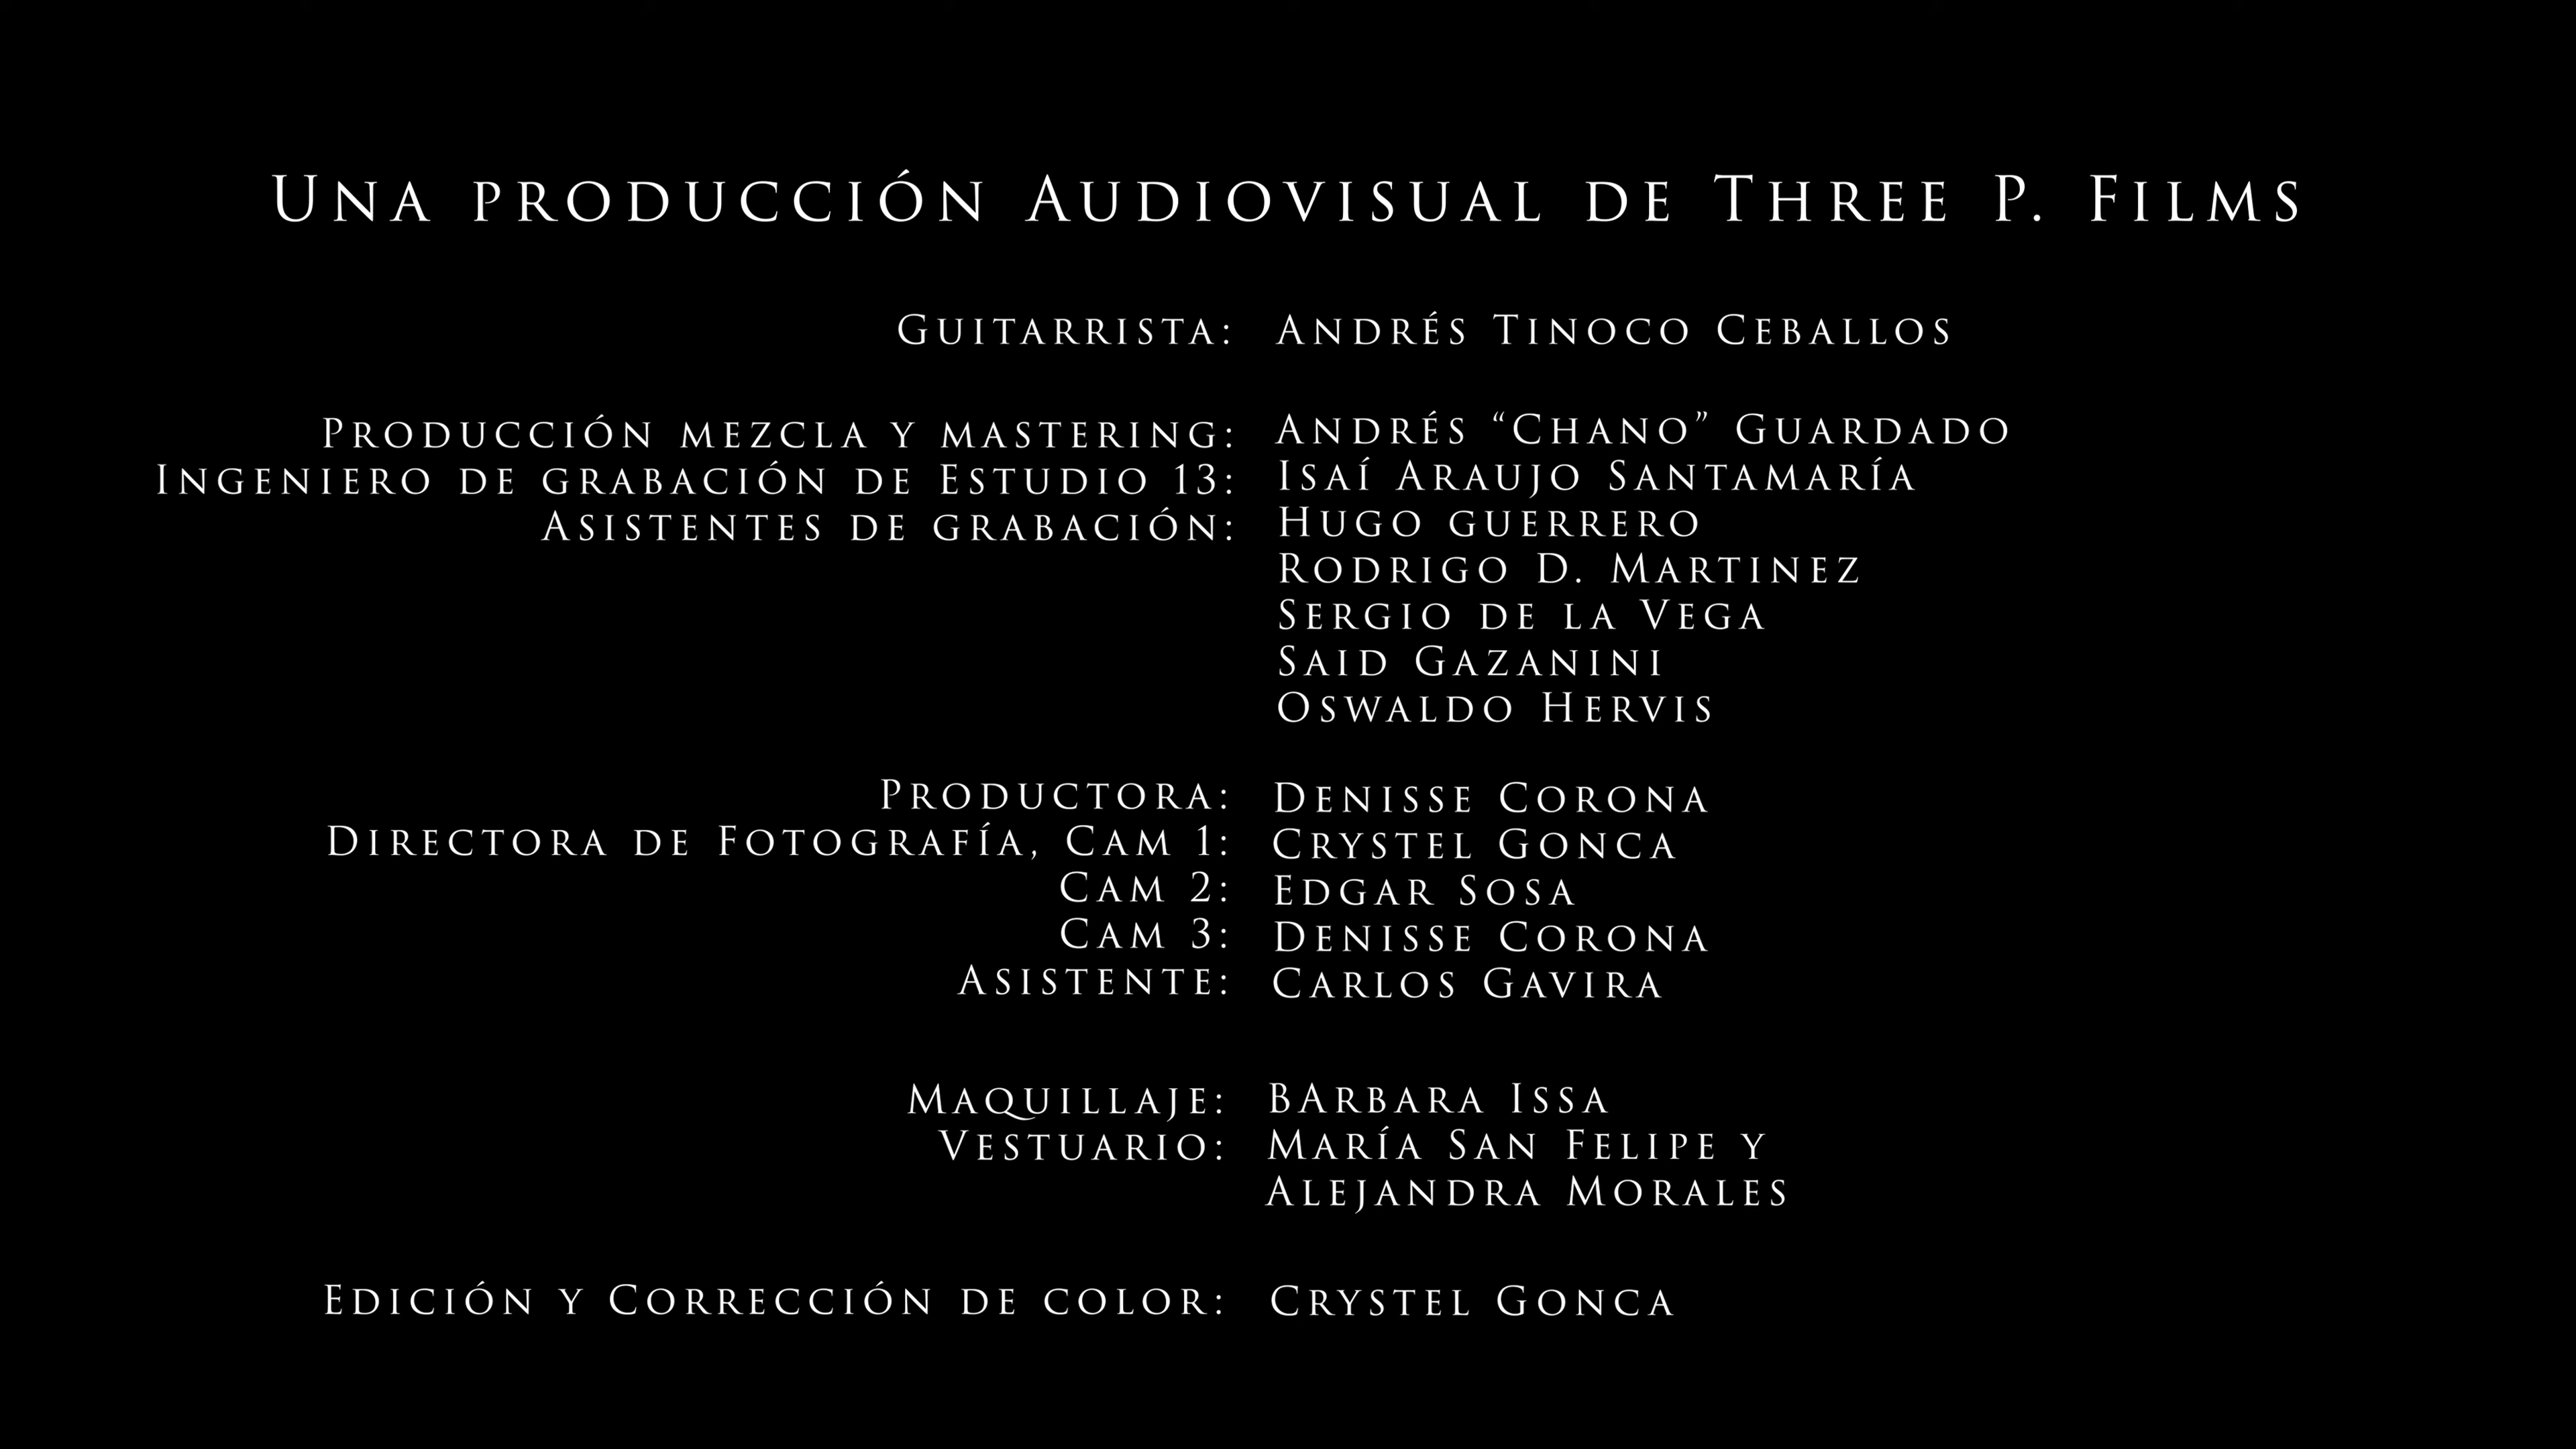 Una producción Audiovisual de Three P. Films
Guitarrista: Andrés Tinoco Ceballos
Producción mezcla y mastering: Andrés “Chano” Guardado
Ingeniero de grabación de Estudio 13: Isaí Araujo Santamaría
Asistentes de grabación: Hugo guerrero
Rodrigo D. Martinez
Sergio de la Vega
Said Gazanini
Oswaldo Hervis
Productora: Denisse Corona
Directora de Fotografía, Cam 1: Crystel Gonca
Cam 2: Edgar Sosa
Cam 3: Denisse Corona
Asistente: Carlos Gavira
Maquillaje: BArbara Issa
Vestuario: María San Felipe y
Alejandra Morales
Edición y Corrección de color: Crystel Gonca